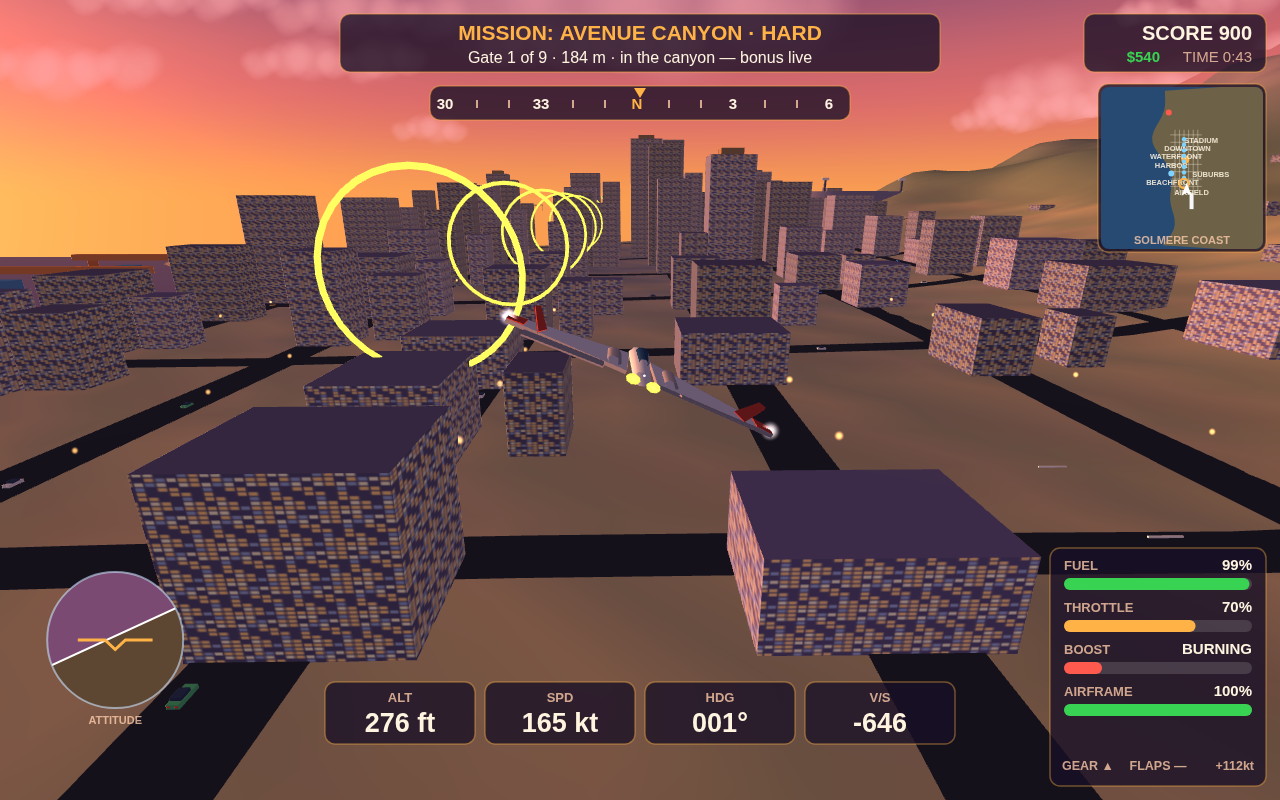 MISSION: AVENUE CANYON · HARD
Gate 1 of 9 · 184 m · in the canyon — bonus live
SCORE 900
$540 TIME 0:43
30 33 N 3 6
STADIUM
DOWNTOWN
WATERFRONT
HARBOR
SUBURBS
BEACHFRONT
AIRFIELD
SOLMERE COAST
ATTITUDE
ALT
276 ft
SPD
165 kt
HDG
001°
V/S
-646
FUEL 99%
THROTTLE 70%
BOOST BURNING
AIRFRAME 100%
GEAR ▲ FLAPS — +112kt